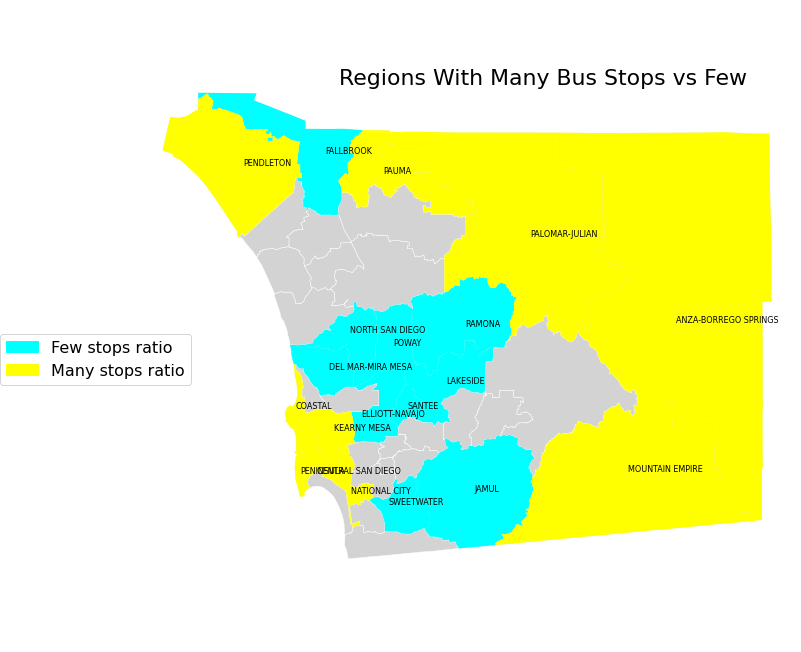 Regions With Many Bus Stops vs Few
FALLBROOK
PENDLETON
PAUMA
PALOMAR-JULIAN
ANZA-BORREGO SPRINGS
RAMONA
NORTH SAN DIEGO
POWAY
Few stops ratio
Many stops ratio
DEL MAR-MIRA MESA
LAKESIDE
COASTAL
SANTEE
ELLIOTT-NAVAJO
KEARNY MESA
MOUNTAIN EMPIRE
PENINSULA
CENTRAL SAN DIEGO
JAMUL
NATIONAL CITY
SWEETWATER